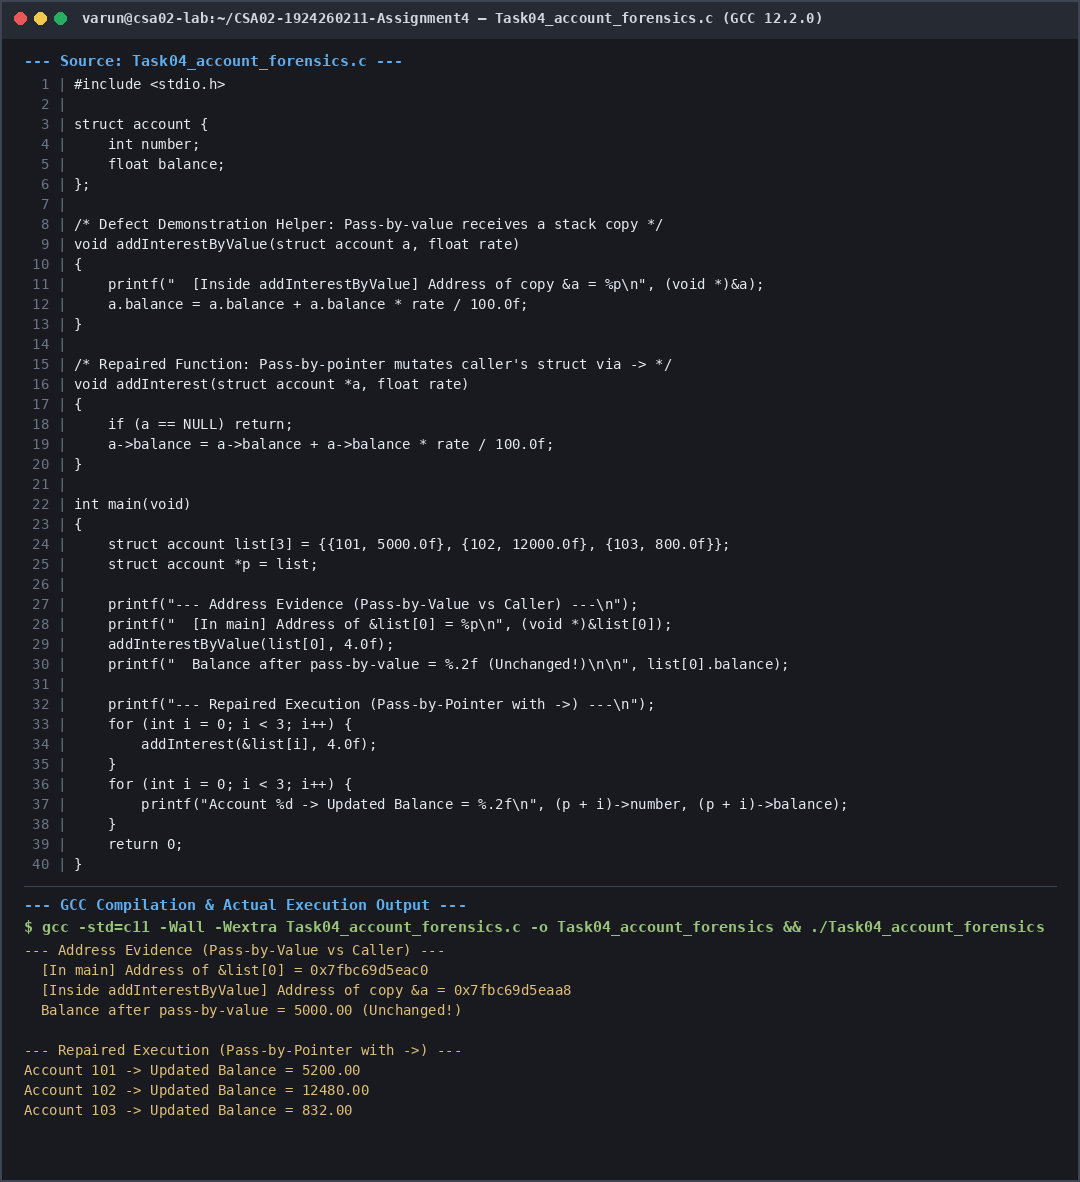 varun@csa02-lab:~/CSA02-1924260211-Assignment4 — Task04_account_forensics.c (GCC 12.2.0)
--- Source: Task04_account_forensics.c ---
1 | #include <stdio.h>
2 |
3 | struct account {
4 |     int number;
5 |     float balance;
6 | };
7 |
8 | /* Defect Demonstration Helper: Pass-by-value receives a stack copy */
9 | void addInterestByValue(struct account a, float rate)
10 | {
11 |     printf("  [Inside addInterestByValue] Address of copy &a = %p\n", (void *)&a);
12 |     a.balance = a.balance + a.balance * rate / 100.0f;
13 | }
14 |
15 | /* Repaired Function: Pass-by-pointer mutates caller's struct via -> */
16 | void addInterest(struct account *a, float rate)
17 | {
18 |     if (a == NULL) return;
19 |     a->balance = a->balance + a->balance * rate / 100.0f;
20 | }
21 |
22 | int main(void)
23 | {
24 |     struct account list[3] = {{101, 5000.0f}, {102, 12000.0f}, {103, 800.0f}};
25 |     struct account *p = list;
26 |
27 |     printf("--- Address Evidence (Pass-by-Value vs Caller) ---\n");
28 |     printf("  [In main] Address of &list[0] = %p\n", (void *)&list[0]);
29 |     addInterestByValue(list[0], 4.0f);
30 |     printf("  Balance after pass-by-value = %.2f (Unchanged!)\n\n", list[0].balance);
31 |
32 |     printf("--- Repaired Execution (Pass-by-Pointer with ->) ---\n");
33 |     for (int i = 0; i < 3; i++) {
34 |         addInterest(&list[i], 4.0f);
35 |     }
36 |     for (int i = 0; i < 3; i++) {
37 |         printf("Account %d -> Updated Balance = %.2f\n", (p + i)->number, (p + i)->balance);
38 |     }
39 |     return 0;
40 | }
--- GCC Compilation & Actual Execution Output ---
$ gcc -std=c11 -Wall -Wextra Task04_account_forensics.c -o Task04_account_forensics && ./Task04_account_forensics
--- Address Evidence (Pass-by-Value vs Caller) ---
  [In main] Address of &list[0] = 0x7fbc69d5eac0
  [Inside addInterestByValue] Address of copy &a = 0x7fbc69d5eaa8
  Balance after pass-by-value = 5000.00 (Unchanged!)
--- Repaired Execution (Pass-by-Pointer with ->) ---
Account 101 -> Updated Balance = 5200.00
Account 102 -> Updated Balance = 12480.00
Account 103 -> Updated Balance = 832.00